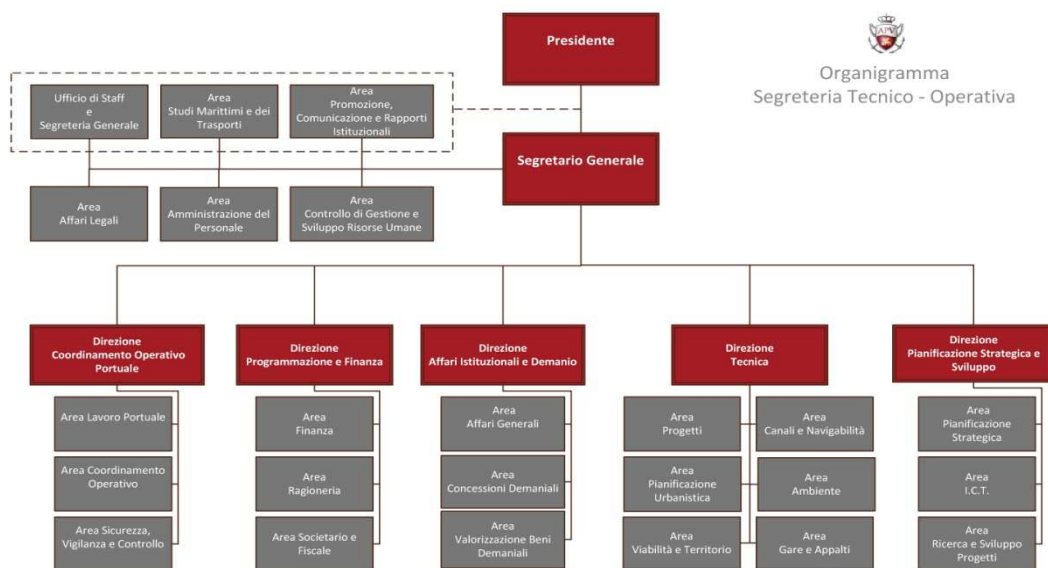 Presidente
APV
Organigramma
Segreteria Tecnico - Operativa
Ufficio di Staff
e
Segreteria Generale
Area
Studi Marittimi e dei
Trasporti
Area
Promozione,
Comunicazione e Rapporti
Istituzionali
Segretario Generale
Area
Affari Legali
Area
Amministrazione del
Personale
Area
Controllo di Gestione e
Sviluppo Risorse Umane
Direzione
Coordinamento Operativo
Portuale
Direzione
Programmazione e Finanza
Direzione
Affari Istituzionali e Demanio
Direzione
Tecnica
Direzione
Pianificazione Strategica e
Sviluppo
Area Lavoro Portuale
Area Coordinamento
Operativo
Area Sicurezza,
Vigilanza e Controllo
Area
Finanza
Area
Ragioneria
Area Societario e
Fiscale
Area
Affari Generali
Area
Concessioni Demaniali
Area
Valorizzazione Beni
Demaniali
Area
Progetti
Area
Canali e Navigabilità
Area
Pianificazione
Urbanistica
Area
Ambiente
Area
Viabilità e Territorio
Area
Gare e Appalti
Area
Pianificazione
Strategica
Area
I.C.T.
Area
Ricerca e Sviluppo
Progetti